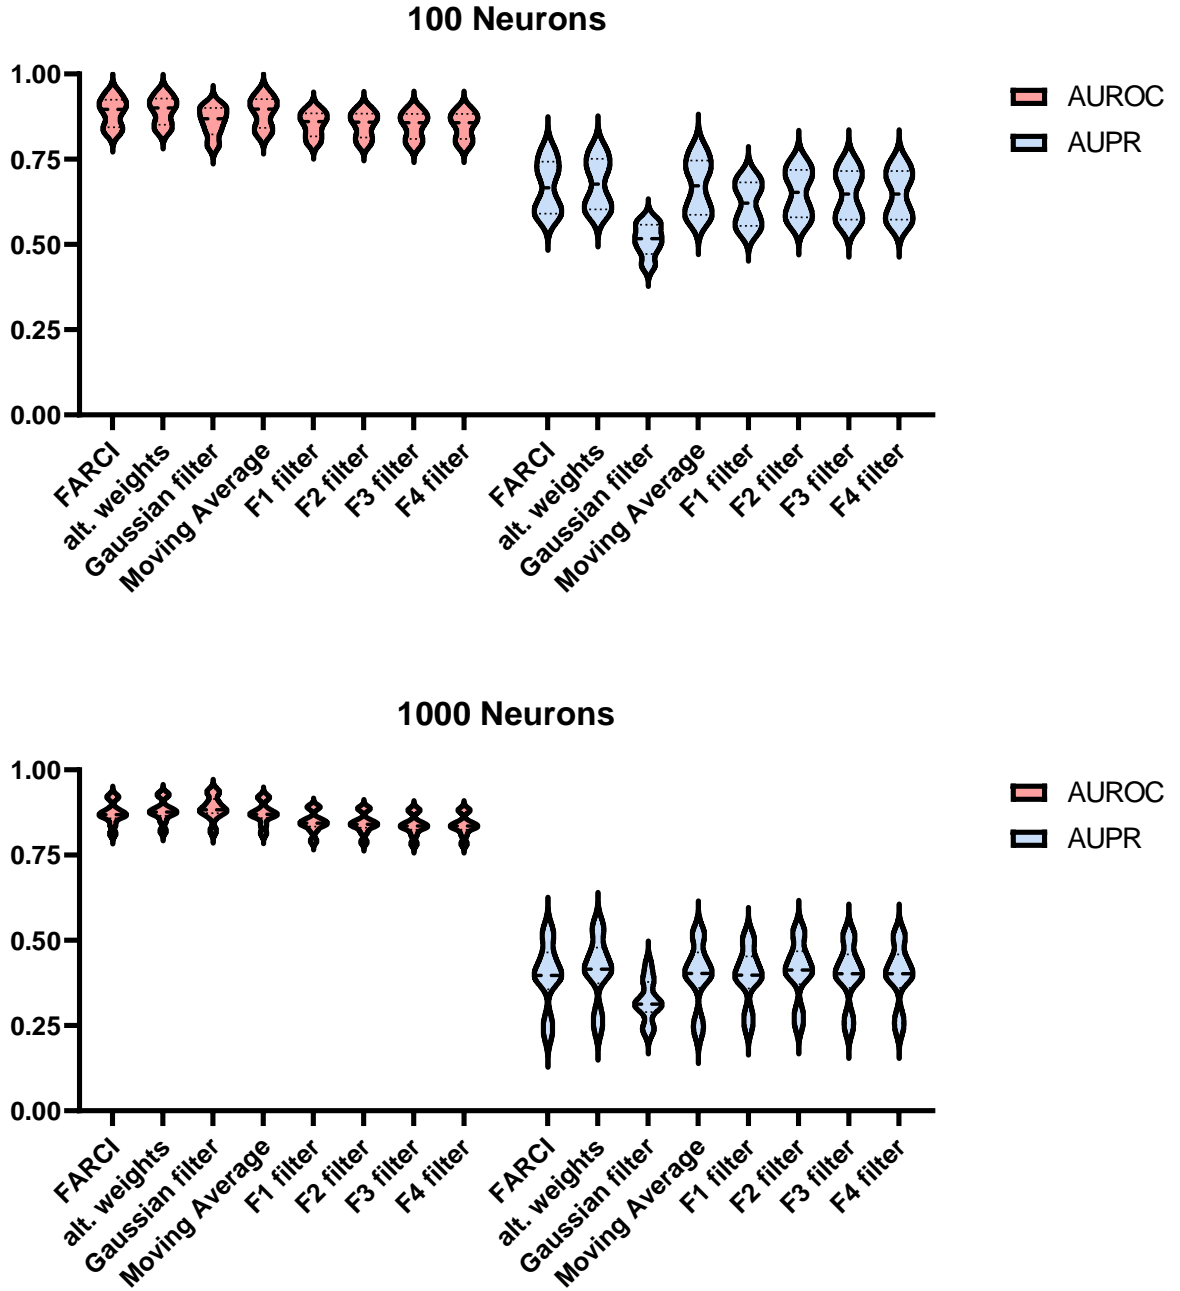 100 Neurons
1.00
0.75
0.50
0.25
0.00
AUROC
AUPR
FARCI
alt. weights
Gaussian filter
Moving Average
F1 filter
F2 filter
F3 filter
F4 filter
FARCI
alt. weights
Gaussian filter
Moving Average
F1 filter
F2 filter
F3 filter
F4 filter
1000 Neurons
1.00
0.75
0.50
0.25
0.00
AUROC
AUPR
FARCI
alt. weights
Gaussian filter
Moving Average
F1 filter
F2 filter
F3 filter
F4 filter
FARCI
alt. weights
Gaussian filter
Moving Average
F1 filter
F2 filter
F3 filter
F4 filter